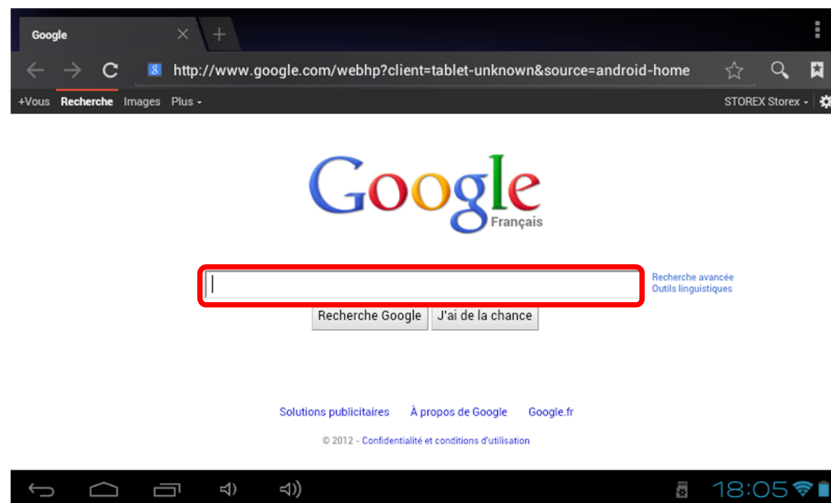 Google
http://www.google.com/webhp?client=tablet-unknown&source=android-home
+Vous Recherche Images Plus STOREX Storex
Google
Français
Recherche avancée
Outils linguistiques
Recherche Google J'ai de la chance
Solutions publicitaires À propos de Google Google.fr
© 2012 - Confidentialité et conditions d'utilisation
18:05